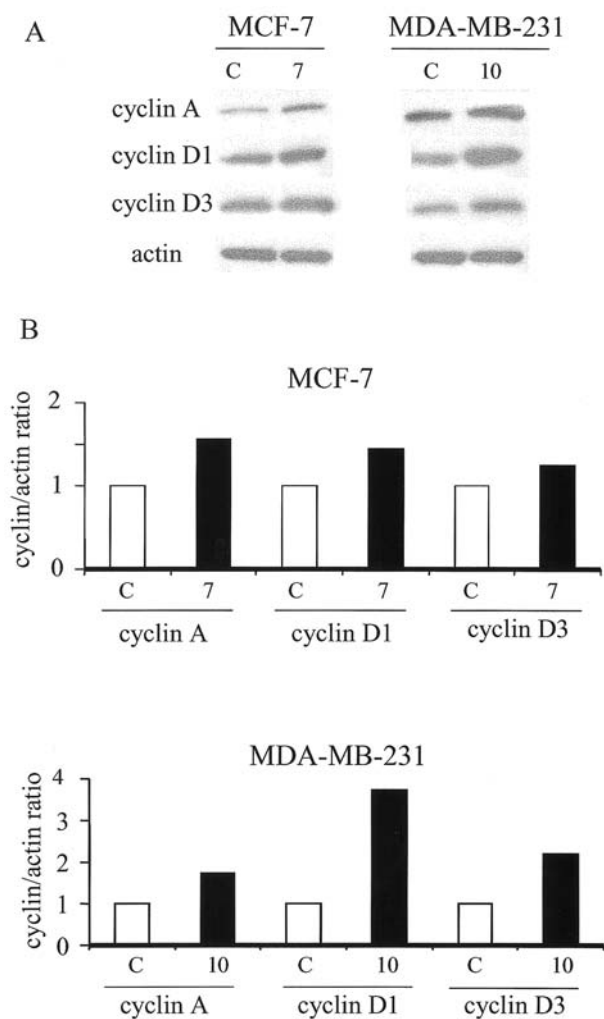 A
MCF-7 MDA-MB-231
C 7 C 10
cyclin A
cyclin D1
cyclin D3
actin
B
MCF-7
cyclin/actin ratio
2
1
0
C 7 C 7 C 7
cyclin A cyclin D1 cyclin D3
MDA-MB-231
cyclin/actin ratio
4
3
2
1
0
C 10 C 10 C 10
cyclin A cyclin D1 cyclin D3